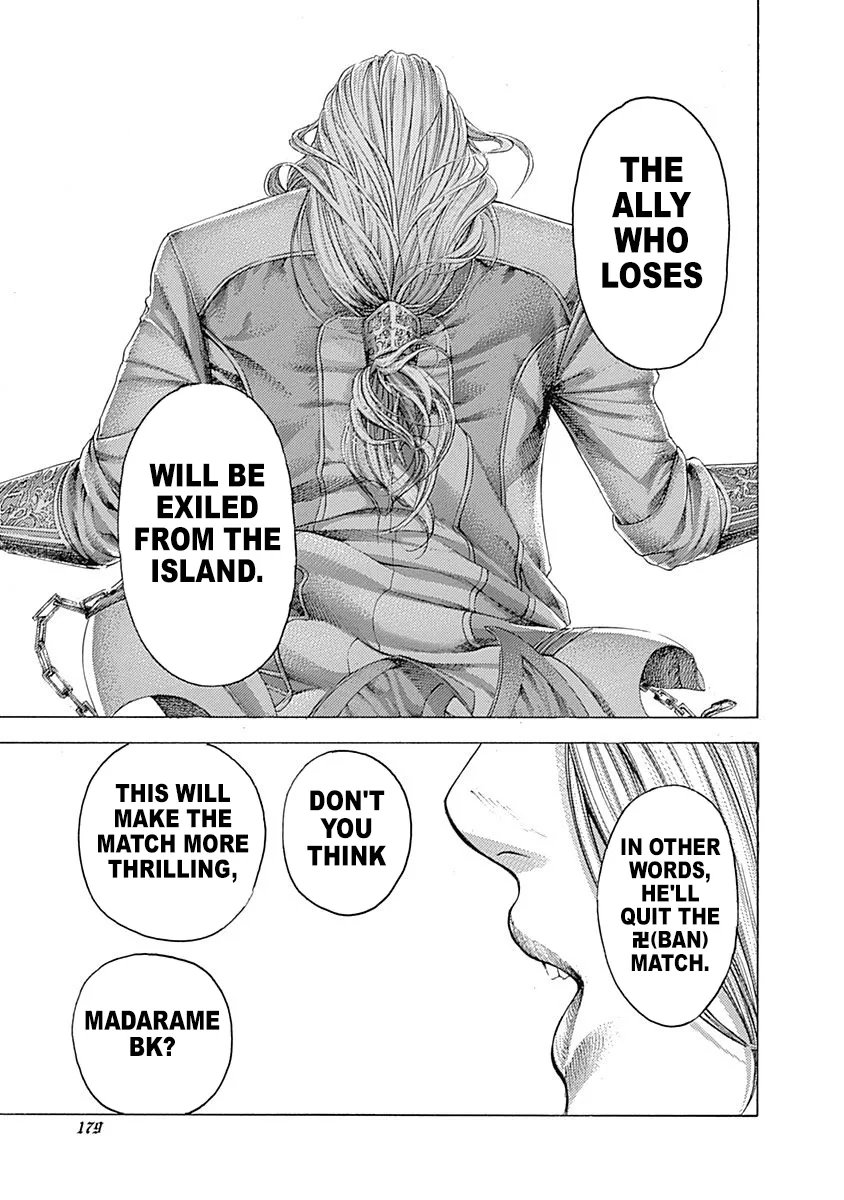 THE
ALLY
WHO
LOSES
WILL BE
EXILED
FROM THE
ISLAND.
IN OTHER
WORDS,
HE'LL
QUIT THE
卍(BAN)
MATCH.
DON'T
YOU
THINK
THIS WILL
MAKE THE
MATCH MORE
THRILLING,
MADARAME
BK?
179